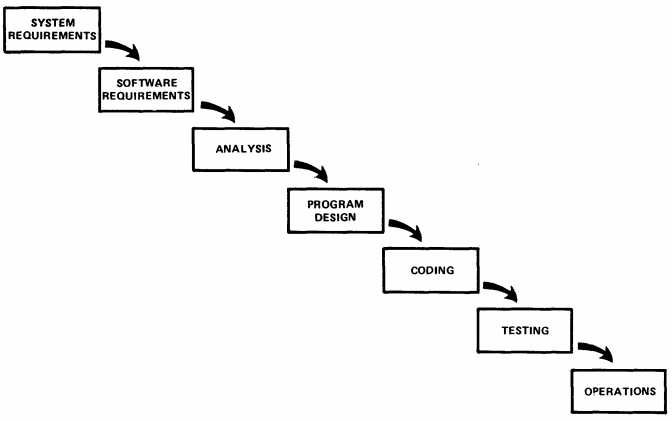 SYSTEM
REQUIREMENTS
SOFTWARE
REQUIREMENTS
ANALYSIS
PROGRAM
DESIGN
CODING
TESTING
OPERATIONS